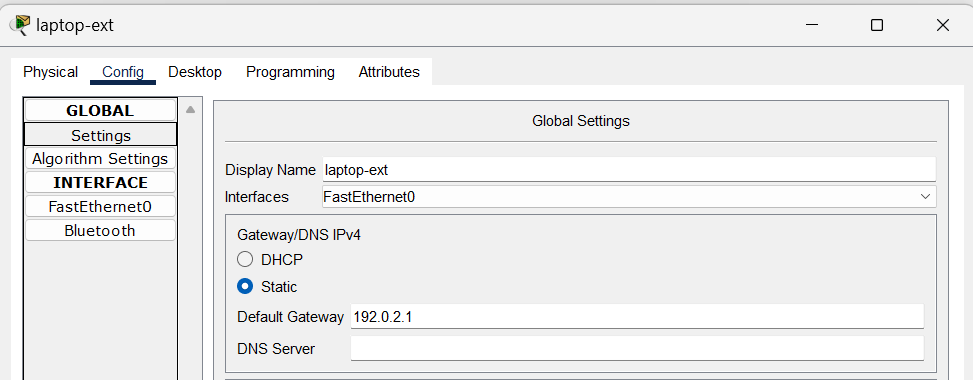 laptop-ext
Physical Config Desktop Programming Attributes
GLOBAL
Settings
Algorithm Settings
INTERFACE
FastEthernet0
Bluetooth
Global Settings
Display Name laptop-ext
Interfaces FastEthernet0
Gateway/DNS IPv4
DHCP
Static
Default Gateway 192.0.2.1
DNS Server